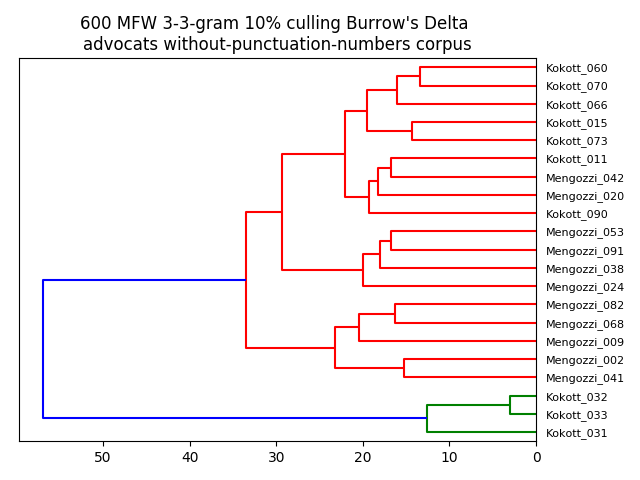 600 MFW 3-3-gram 10% culling Burrow's Delta
advocats without-punctuation-numbers corpus
Kokott_060
Kokott_070
Kokott_066
Kokott_015
Kokott_073
Kokott_011
Mengozzi_042
Mengozzi_020
Kokott_090
Mengozzi_053
Mengozzi_091
Mengozzi_038
Mengozzi_024
Mengozzi_082
Mengozzi_068
Mengozzi_009
Mengozzi_002
Mengozzi_041
Kokott_032
Kokott_033
Kokott_031
50 40 30 20 10 0